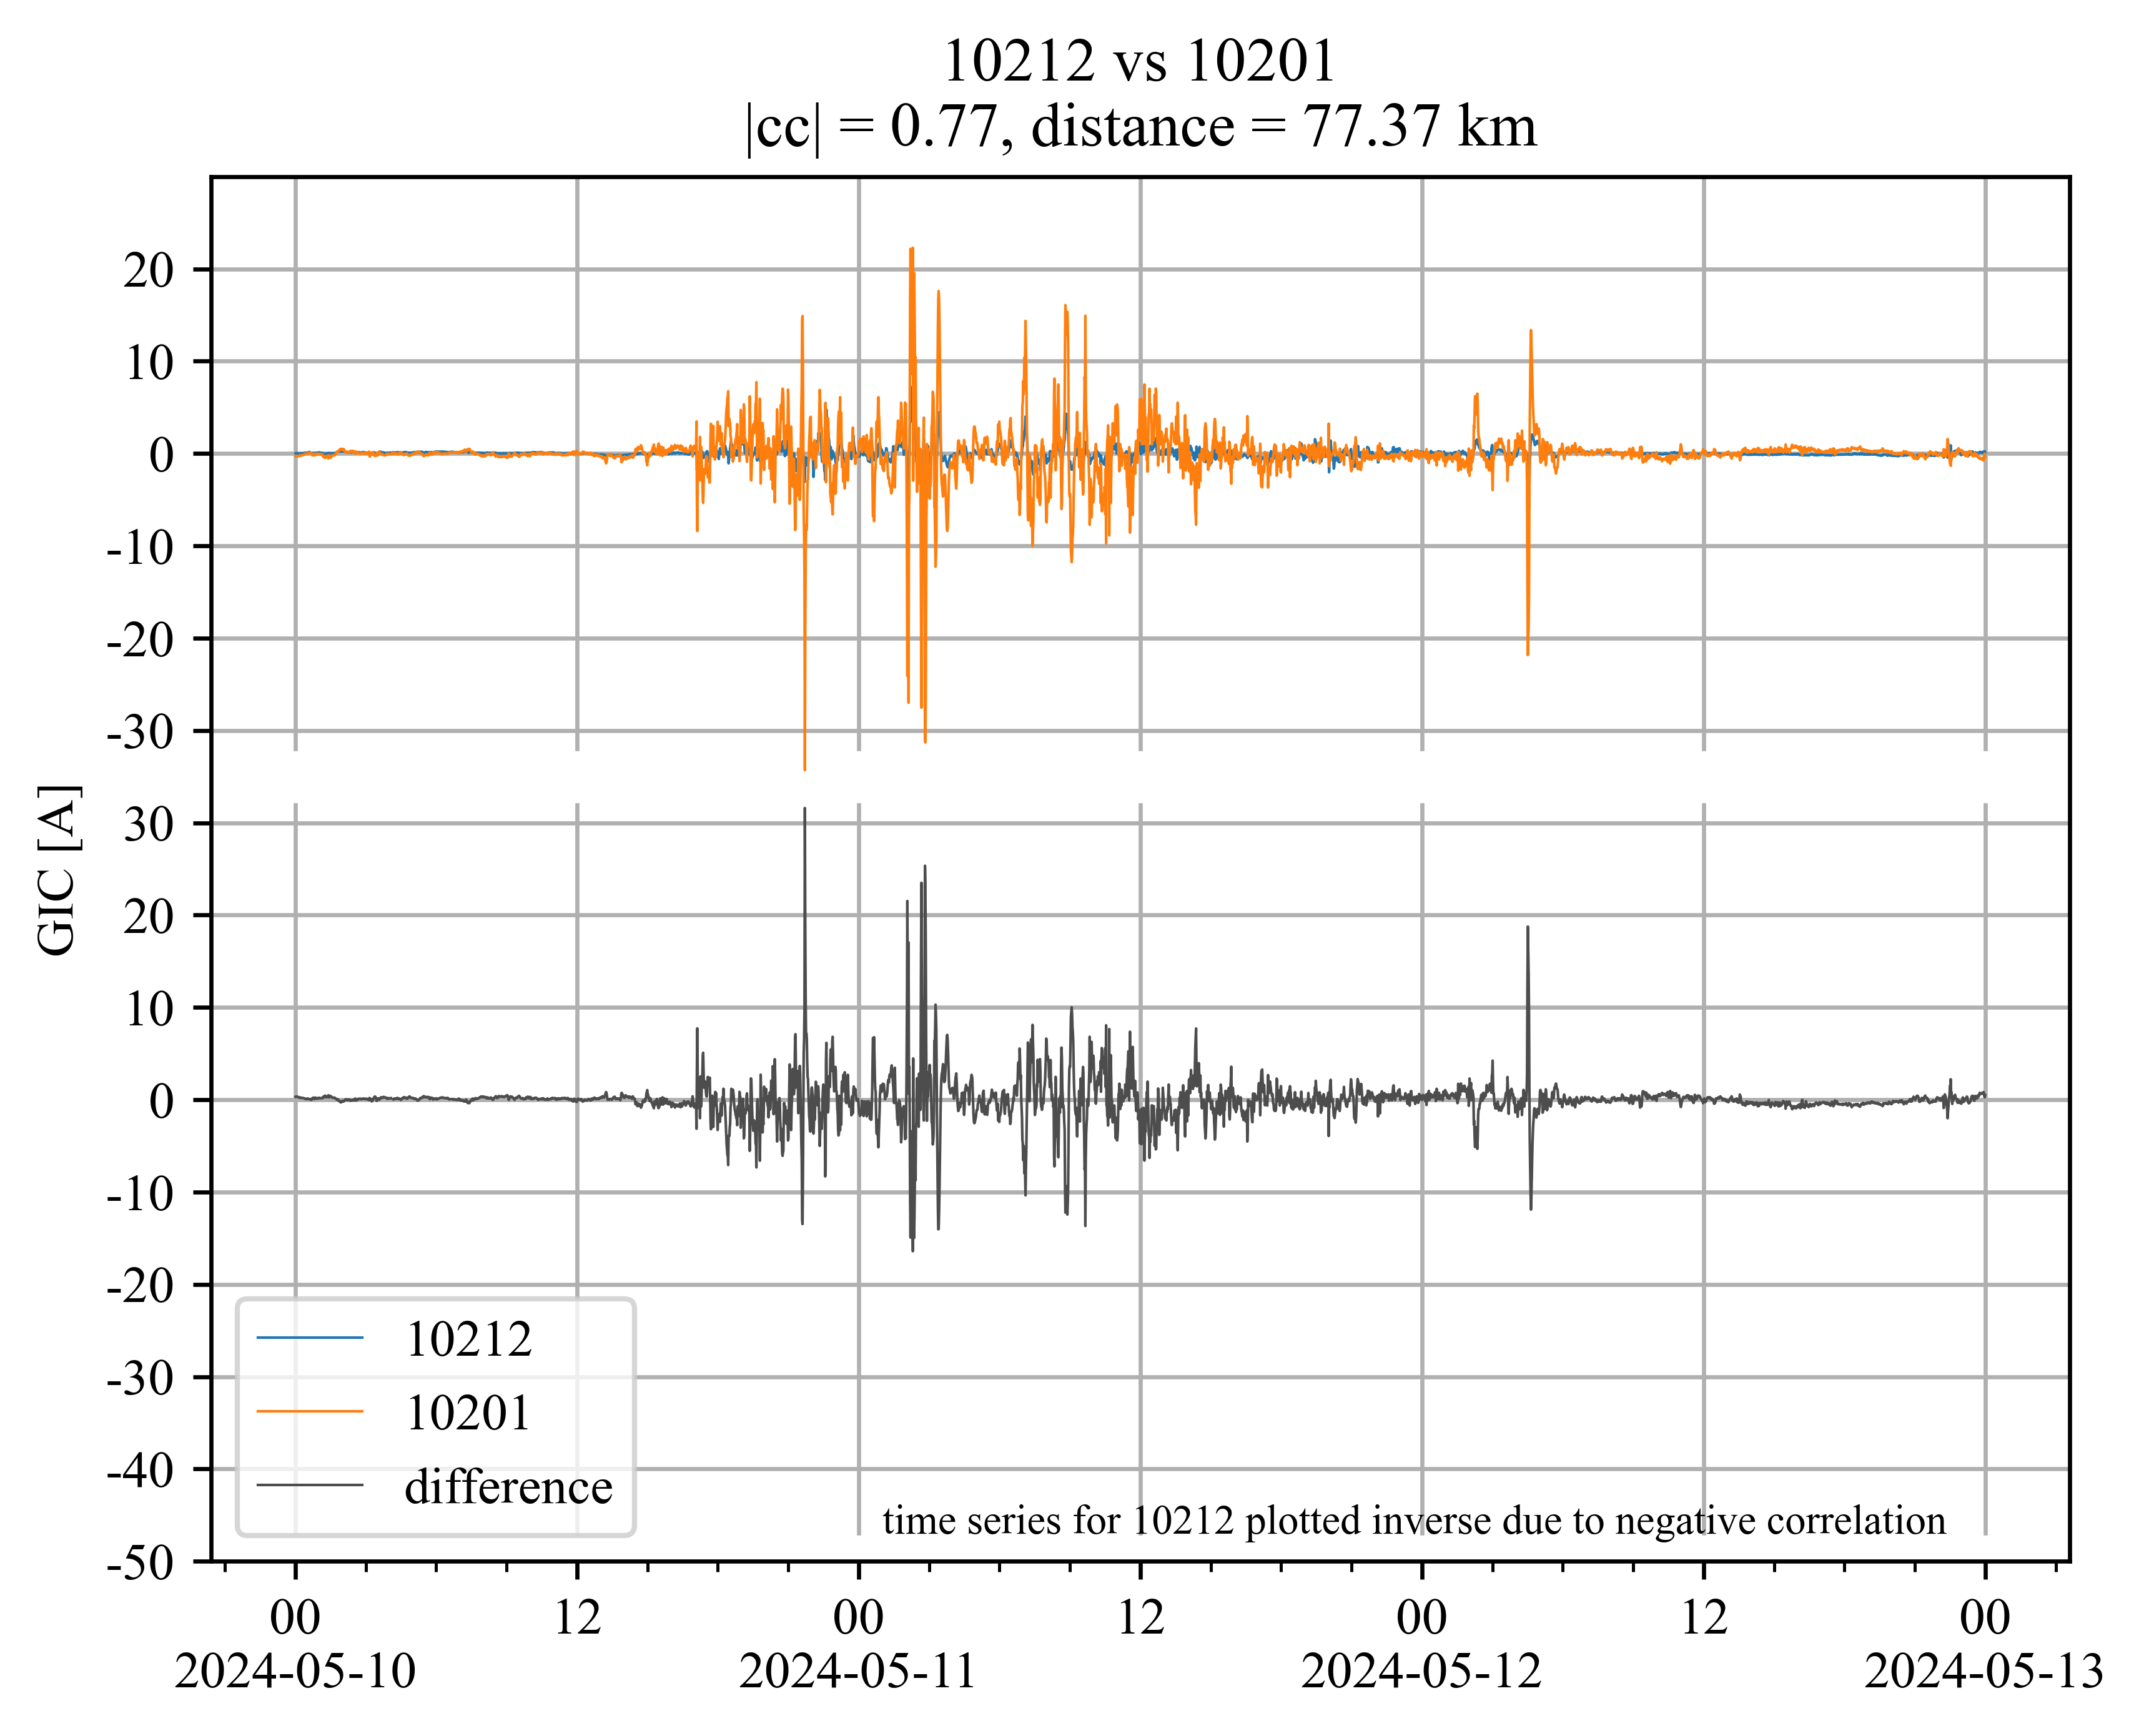 10212 vs 10201
|cc| = 0.77, distance = 77.37 km
20
10
0
-10
-20
-30
30
20
10
0
-10
-20
-30
-40
-50
GIC [A]
10212
10201
difference
time series for 10212 plotted inverse due to negative correlation
00 12 00 12 00 12 00
2024-05-10 2024-05-11 2024-05-12 2024-05-13